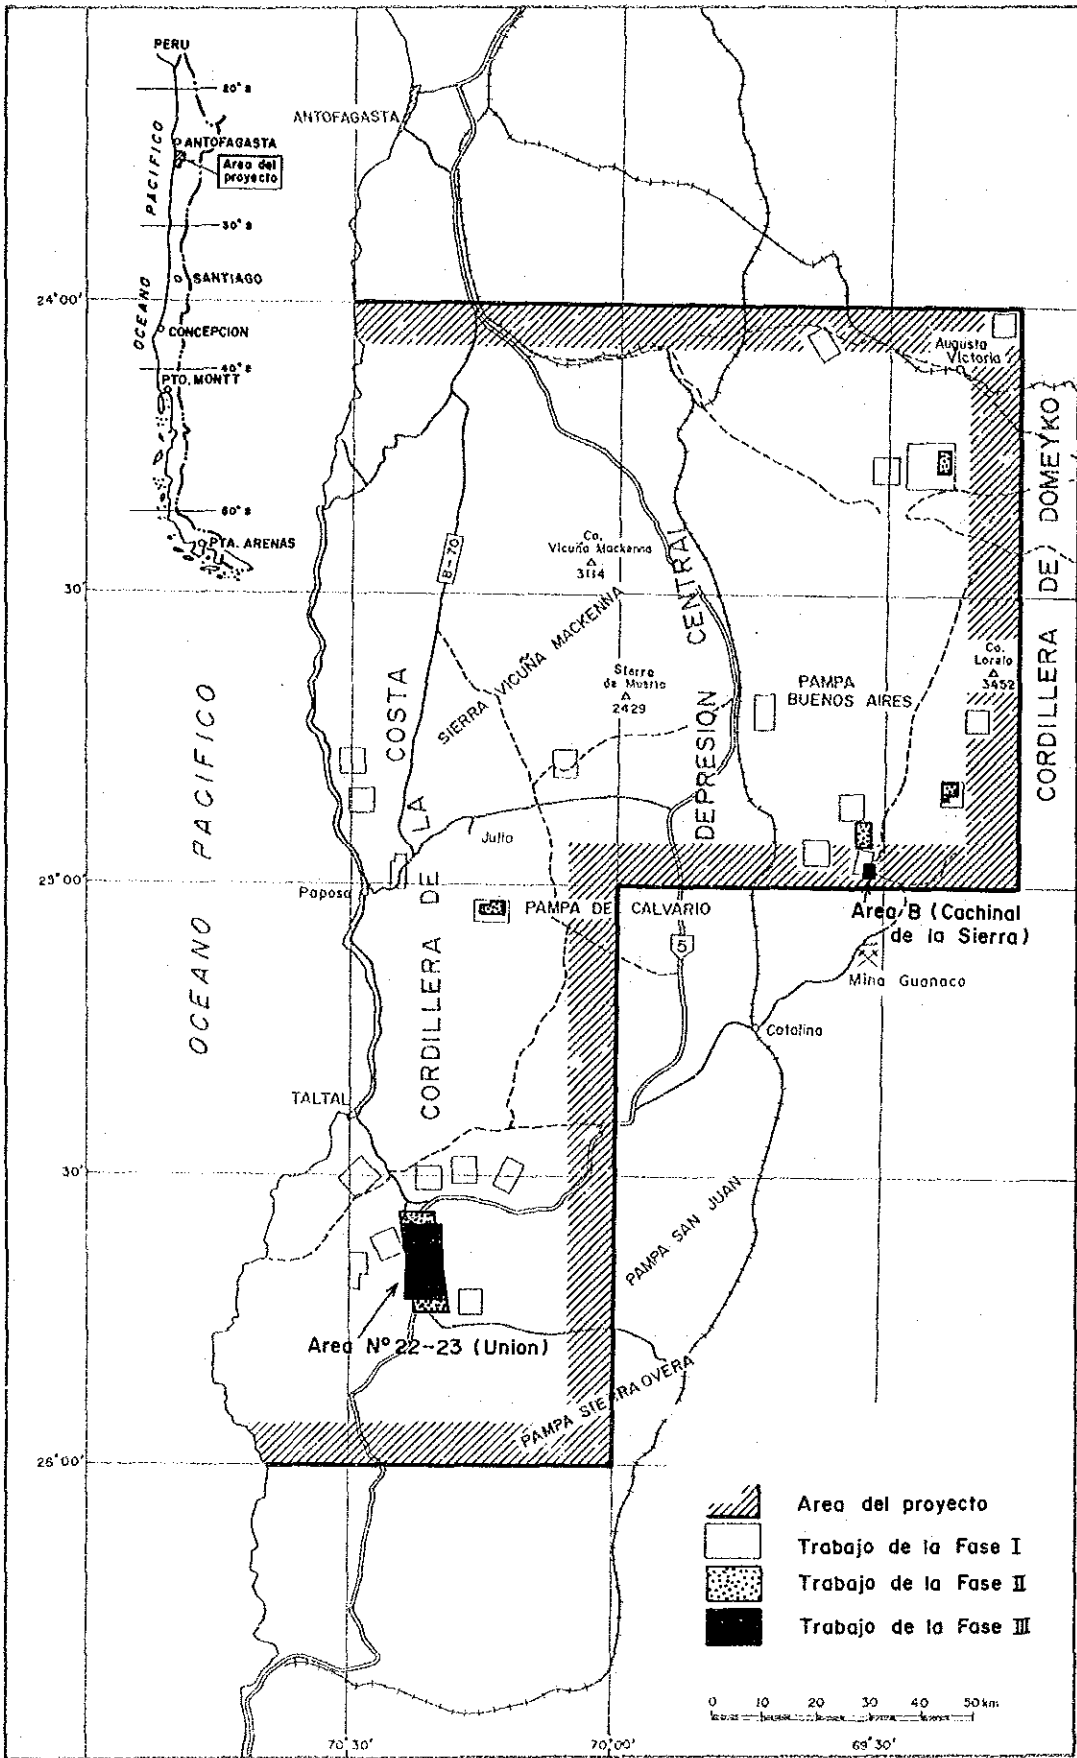 PERU
20° S
ANTOFAGASTA
Area del
proyecto
OCEANO PACIFICO
30° S
SANTIAGO
CONCEPCION
40° S
PTO. MONTT
50° S
PTA. ARENAS
ANTOFAGASTA
24°00'
Augusta
Victoria
CORDILLERA DE DOMEYKO
B-70
Co.
Vicuña Mackenna
3114
30'
SIERRA VICUÑA MACKENNA
DEPRESION CENTRAL
Sierra
de Muerto
2429
PAMPA
BUENOS AIRES
Co.
Loralo
3452
OCEANO PACIFICO
CORDILLERA DE LA COSTA
Julia
25°00'
Paposo
PAMPA DEL CALVARIO
Area B (Cachinal
de la Sierra)
5
Mina Guanaco
Catalina
TALTAL
30'
PAMPA SAN JUAN
Area N° 22-23 (Union)
PAMPA SIERRA OVERA
26°00'
Area del proyecto
Trabajo de la Fase I
Trabajo de la Fase II
Trabajo de la Fase III
0 10 20 30 40 50 km
70°30' 70°00' 69°30'